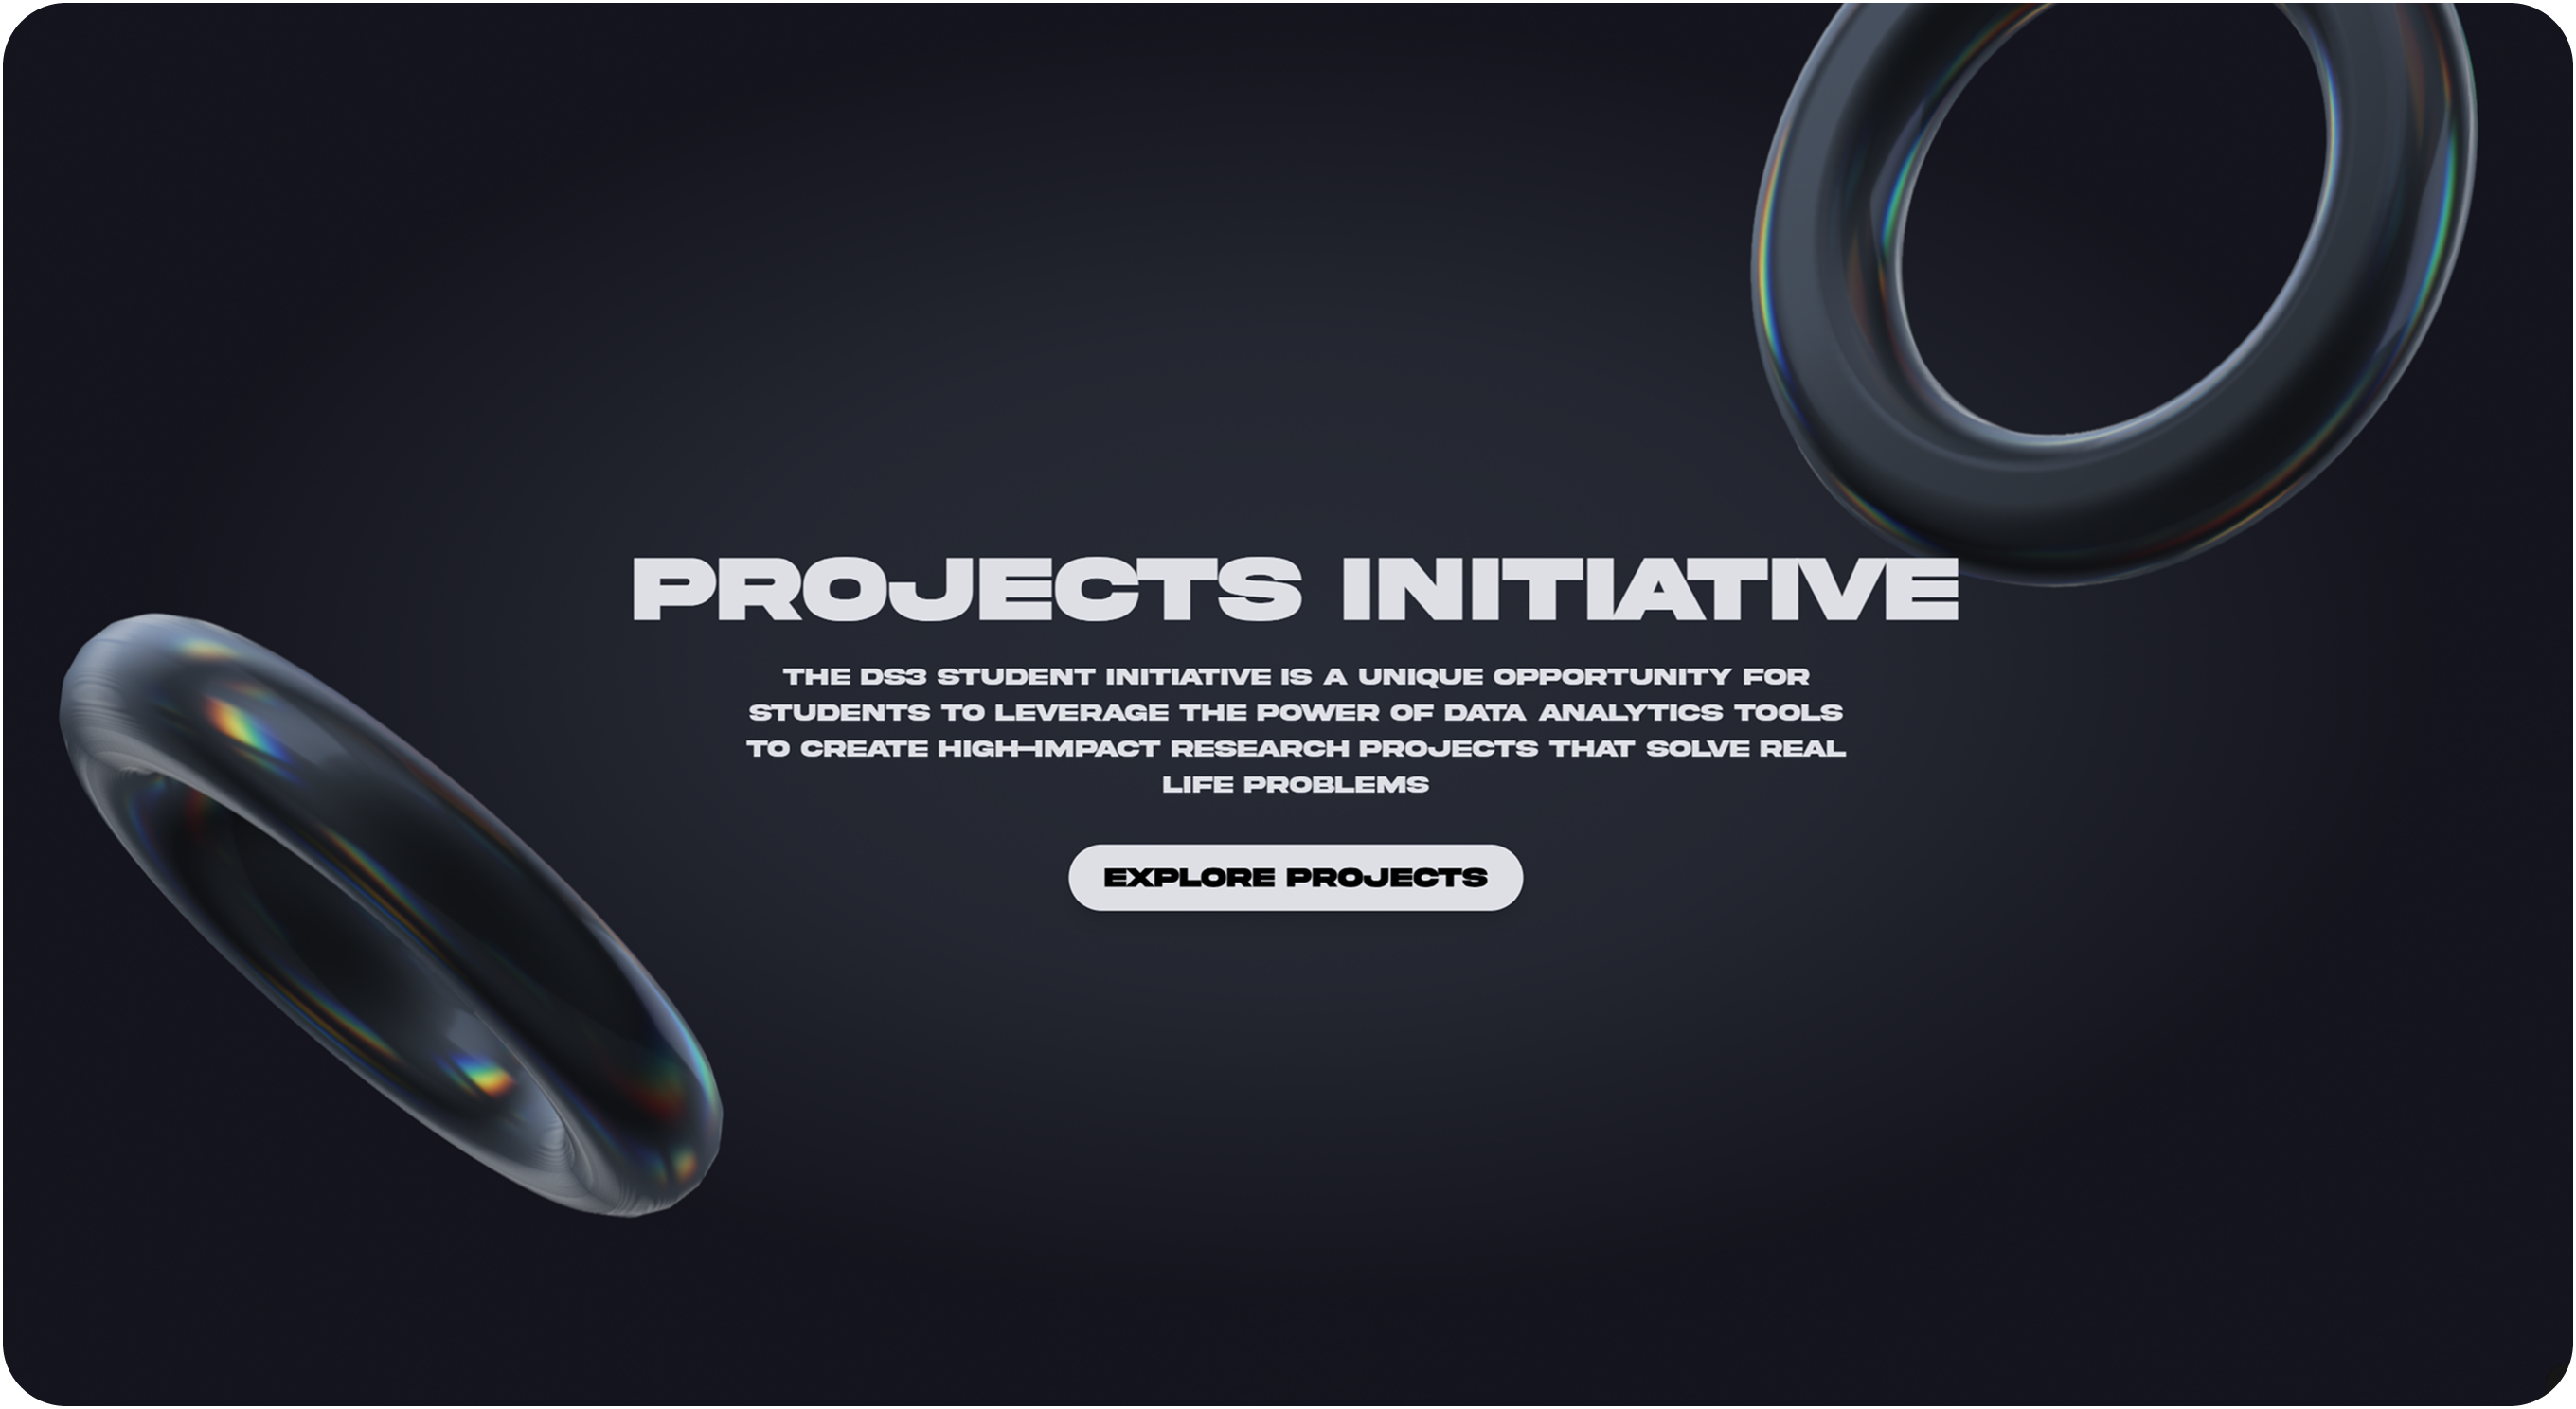 PROJECTS INITIATIVE
THE DS3 STUDENT INITIATIVE IS A UNIQUE OPPORTUNITY FOR
STUDENTS TO LEVERAGE THE POWER OF DATA ANALYTICS TOOLS
TO CREATE HIGH-IMPACT RESEARCH PROJECTS THAT SOLVE REAL
LIFE PROBLEMS
EXPLORE PROJECTS